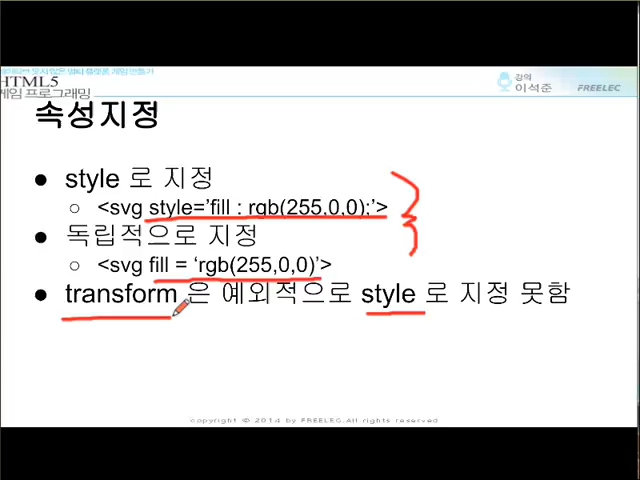 HTML5
게임 프로그래밍
강의
이석준
FREELEC
속성지정
● style 로 지정
○ <svg style='fill : rgb(255,0,0);'>
● 독립적으로 지정
○ <svg fill = ‘rgb(255,0,0)’>
● transform 은 예외적으로 style 로 지정 못함
copyright © 2014 by FREELEC.All rights reserved